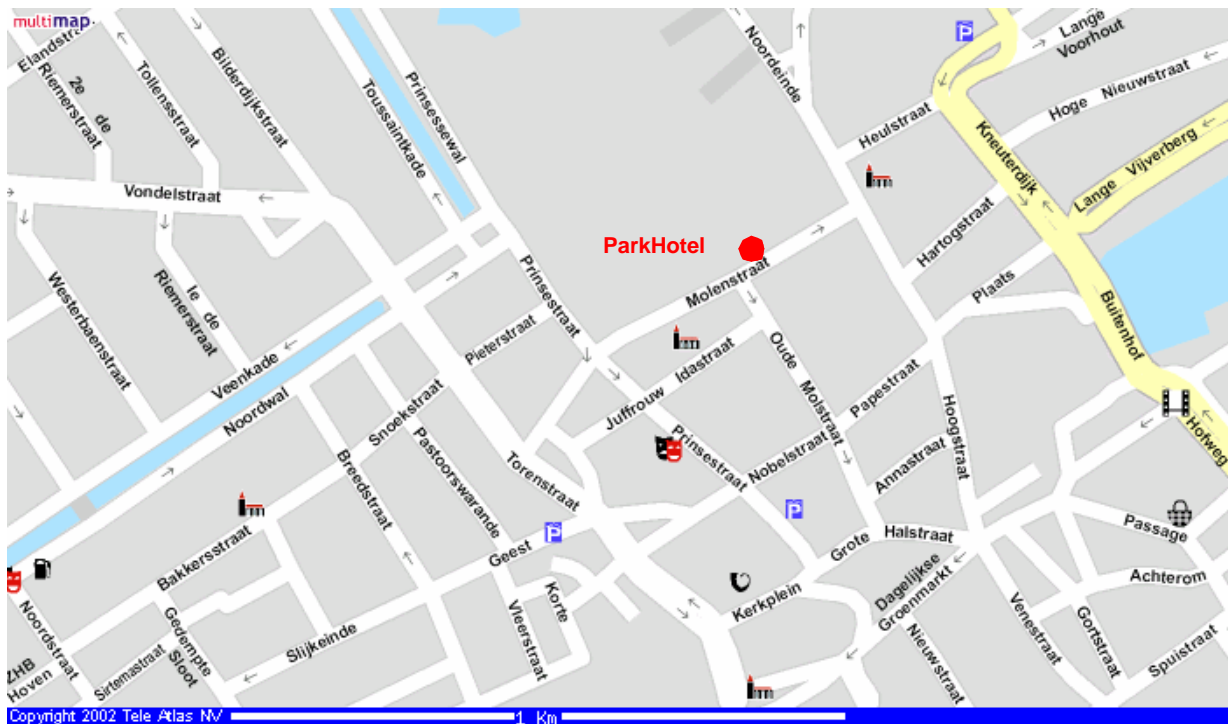 multimap.
Elandstr
2e de
Riemerstraat
Tollensstraat
Bilderdijkstraat
Toussaintkade
Prinsessewal
Noordeinde
P
Lange
Voorhout
Hoge Nieuwstraat
Heulstraat
Kneuterdijk
Lange Vijverberg
Vondelstraat
Hartogstraat
ParkHotel
Molenstraat
Plaats
Buitenhof
Westerbaenstraat
1e de
Riemerstraat
Prinsestraat
Pieterstraat
Veenkade
Noordwal
Juffrouw Idastraat
Oude Molstraat
Papestraat
Hoogstraat
Hofweg
Snoekstraat
Pastoorswarande
Breedstraat
Torenstraat
Prinsestraat
Nobelstraat
Annastraat
P
P
Geest
Bakkersstraat
Grote
Halstraat
Passage
Achterom
Dagelijkse
Groenmarkt
Kerkplein
Korte
Vleerstraat
Noordstraat
Gedempte
Sloot
Slijkeinde
Sirtemastraat
ZHB
Hoven
Nieuwstraat
Venestraat
Gortstraat
Spuistraat
Copyright 2002 Tele Atlas NV
1 Km